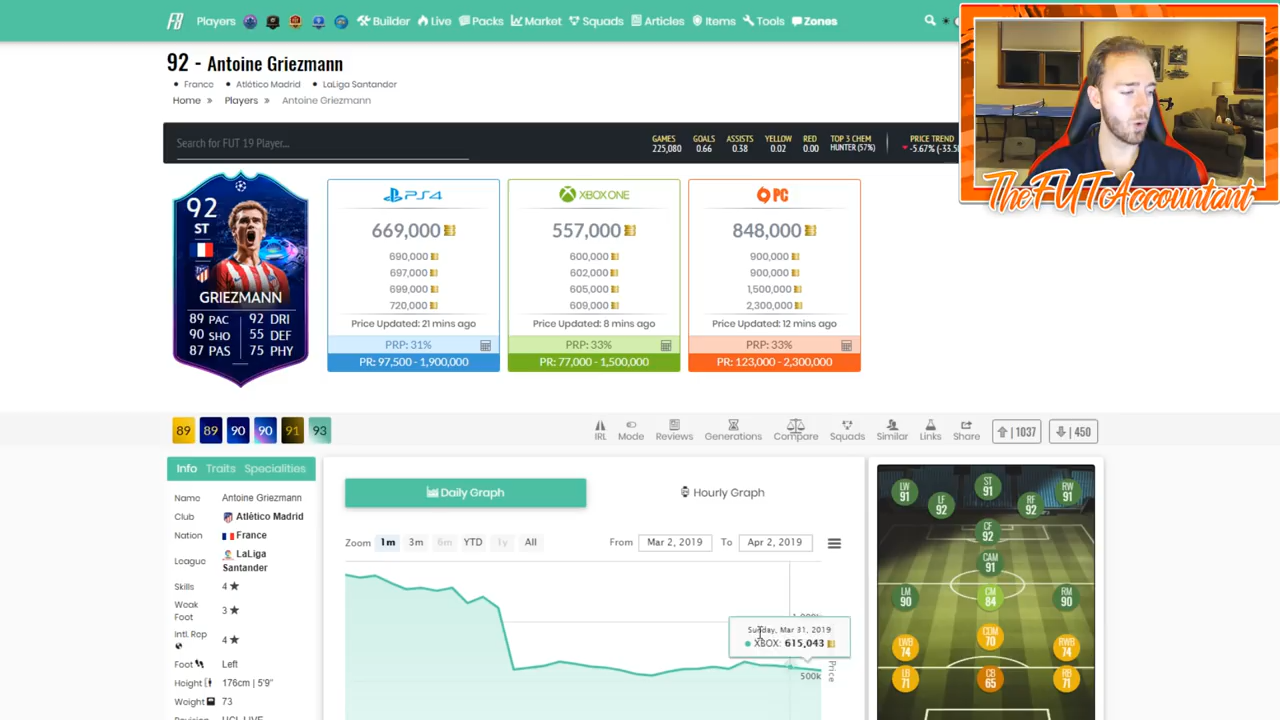 F8 Players Builder Live Packs Market Squads Articles Items Tools Zones
92 - Antoine Griezmann
France Atlético Madrid LaLiga Santander
Home » Players » Antoine Griezmann
Search for FUT 19 Player...
GAMES GOALS ASSISTS YELLOW RED TOP 3 CHEM PRICE TREND
225,080 0.66 0.38 0.02 0.00 HUNTER (57%) -5.67% (-33.5
TheFUTAccountant
92
ST
GRIEZMANN
89 PAC 92 DRI
90 SHO 55 DEF
87 PAS 75 PHY
PS4
669,000
690,000
697,000
699,000
720,000
Price Updated: 21 mins ago
PRP: 31%
PR: 97,500 - 1,900,000
XBOX ONE
557,000
600,000
602,000
605,000
609,000
Price Updated: 8 mins ago
PRP: 33%
PR: 77,000 - 1,500,000
PC
848,000
900,000
900,000
1,500,000
2,300,000
Price Updated: 12 mins ago
PRP: 33%
PR: 123,000 - 2,300,000
89 89 90 90 91 93
IRL Mode Reviews Generations Compare Squads Similar Links Share 1037 450
Info Traits Specialities
Name Antoine Griezmann
Club Atlético Madrid
Nation France
League LaLiga
Santander
Skills 4 ★
Weak
Foot 3 ★
Intl. Rep 4 ★
Foot Left
Height 176cm | 5'9"
Weight 73
Revision UCL LIVE
Daily Graph Hourly Graph
Zoom 1m 3m 6m YTD 1y All From Mar 2, 2019 To Apr 2, 2019
Sunday, Mar 31, 2019
XBOX: 615,043
500k
Price
LW
91
ST
91
RW
91
LF
92
RF
92
CF
92
CAM
91
LM
90
CM
84
RM
90
LWB
74
CDM
70
RWB
74
LB
71
CB
65
RB
71